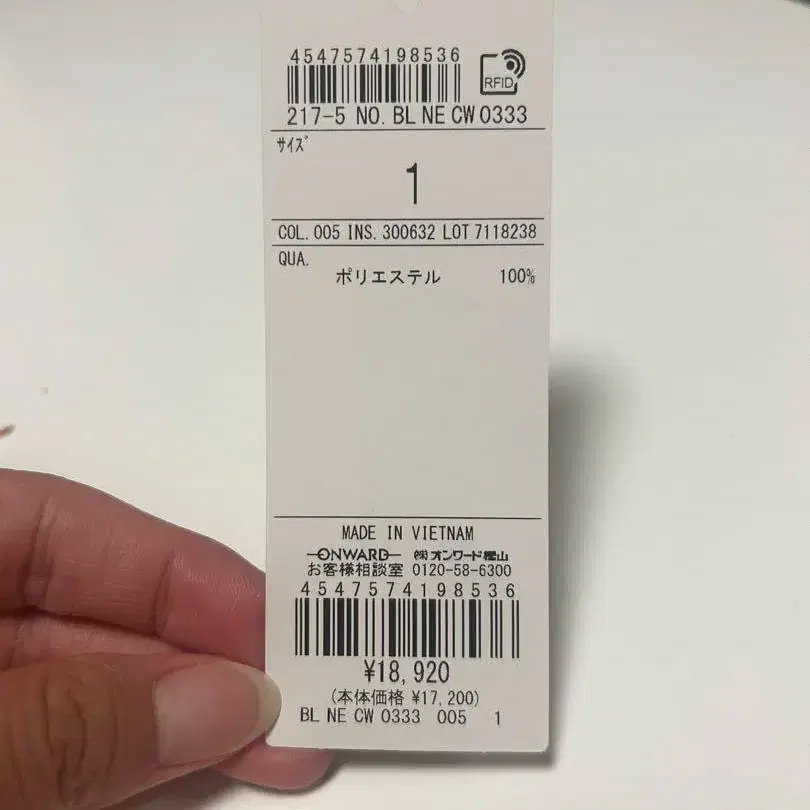 4547574198536
RFID
217-5 NO. BL NE CW 0333
サイズ
1
COL. 005 INS. 300632 LOT 7118238
QUA.
ポリエステル 100%
MADE IN VIETNAM
ONWARD ㈱オンワード樫山
お客様相談室 0120-58-6300
4547574198536
¥18,920
(本体価格 ¥17,200)
BL NE CW 0333 005 1